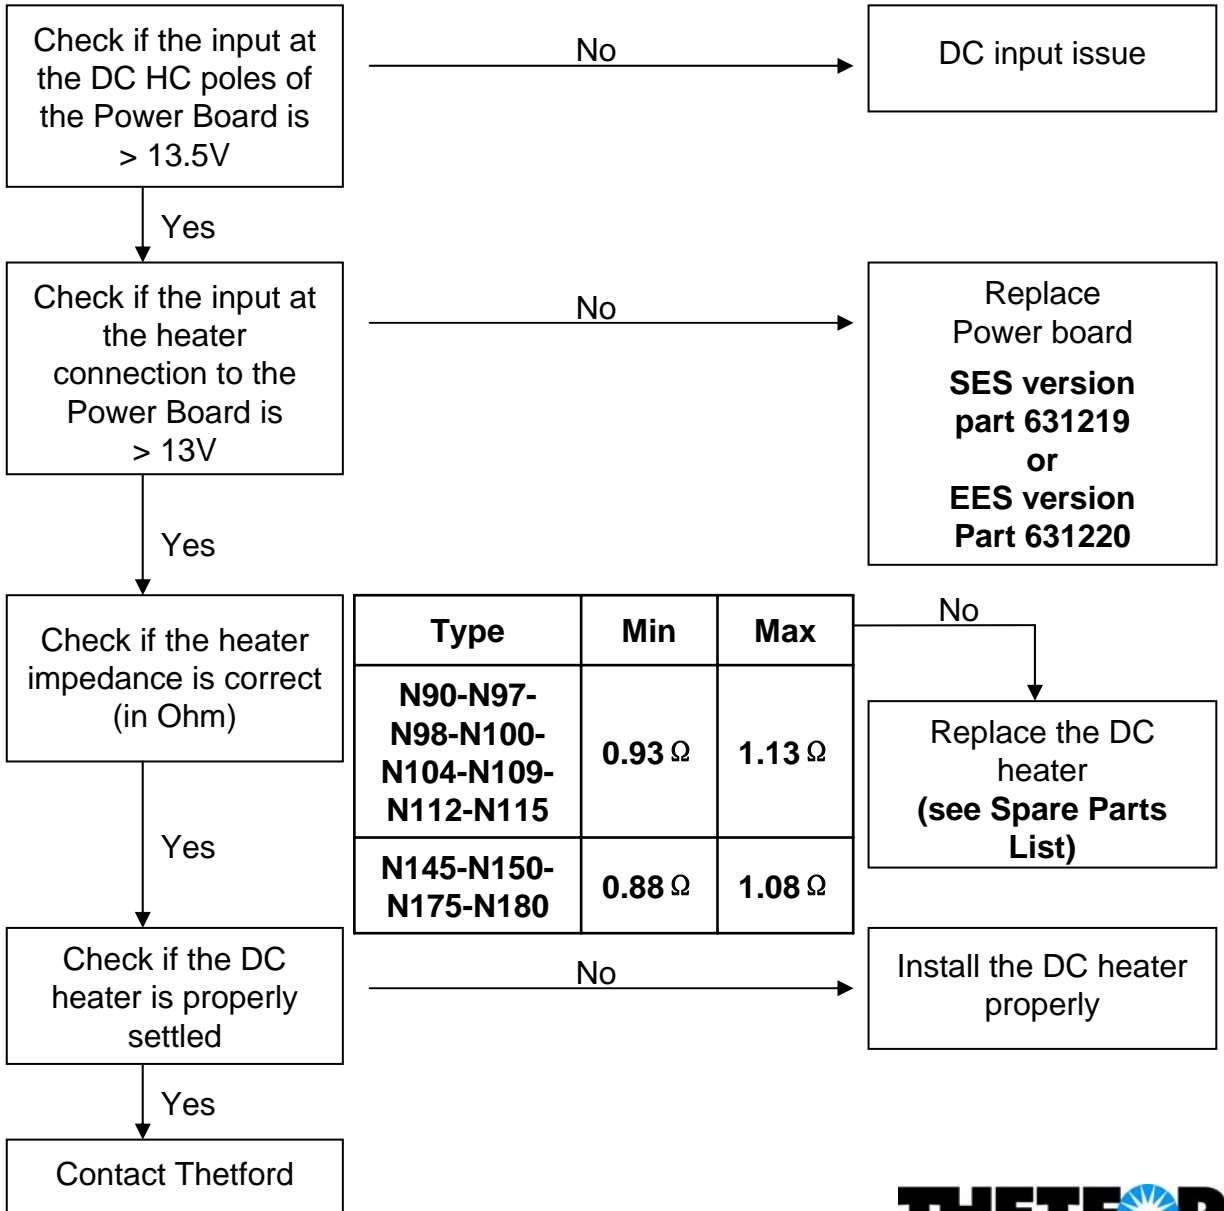 Check if the input at
the DC HC poles of
the Power Board is
> 13.5V
No
DC input issue
Yes
Check if the input at
the heater
connection to the
Power Board is
> 13V
No
Replace
Power board
SES version
part 631219
or
EES version
Part 631220
Yes
Check if the heater
impedance is correct
(in Ohm)
Type Min Max
N90-N97-
N98-N100-
N104-N109-
N112-N115
0.93 Ω 1.13 Ω
N145-N150-
N175-N180
0.88 Ω 1.08 Ω
No
Replace the DC
heater
(see Spare Parts
List)
Yes
Check if the DC
heater is properly
settled
No
Install the DC heater
properly
Yes
Contact Thetford